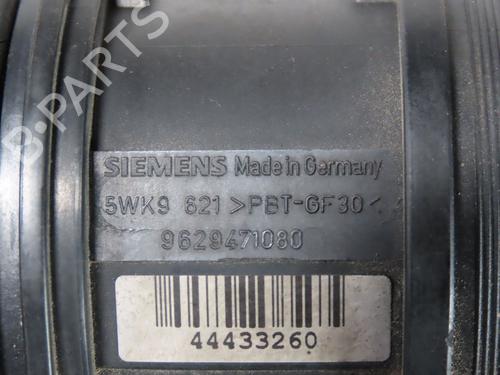 B-PARTS
SIEMENS Made in Germany
5WK9 621 >PBT-GF30<
9629471080
44433260